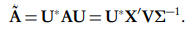 Ã = U*AU = U*X′VΣ⁻¹.